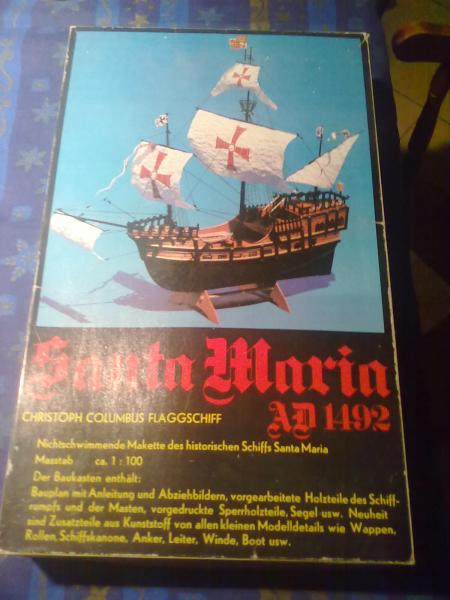 Santa Maria
AD 1492
CHRISTOPH COLUMBUS FLAGGSCHIFF
Nichtschwimmende Makette des historischen Schiffs Santa Maria
Masstab ca. 1 : 100
Der Baukasten enthält:
Bauplan mit Anleitung und Abziehbildern, vorgearbeitete Holzteile des Schiff-
rumpfs und der Masten, vorgedruckte Sperrholzteile, Segel usw. Neuheit
sind Zusatzteile aus Kunststoff von allen kleinen Modelldetails wie Wappen,
Rollen, Schiffskanone, Anker, Leiter, Winde, Boot usw.